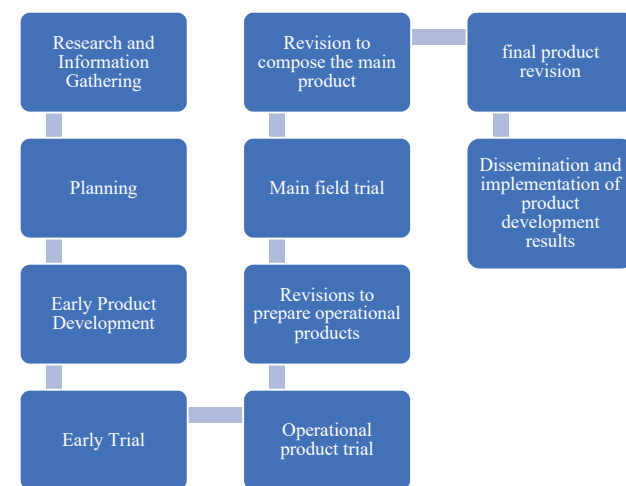 Research and
Information
Gathering
Planning
Early Product
Development
Early Trial
Operational
product trial
Revisions to
prepare operational
products
Main field trial
Revision to
compose the main
product
final product
revision
Dissemination and
implementation of
product
development
results